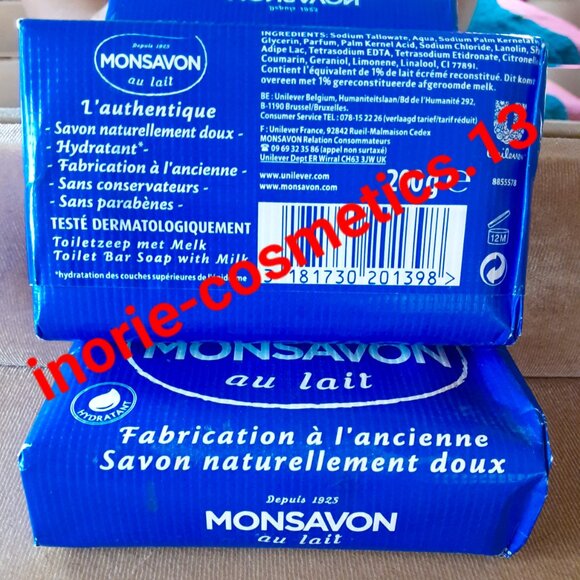 MONSAVON
Depuis 1925
Depuis 1925
MONSAVON
au lait
L'authentique
- Savon naturellement doux -
- Hydratant* -
- Fabrication à l'ancienne -
- Sans conservateurs -
- Sans parabènes -
TESTÉ DERMATOLOGIQUEMENT
Toiletzeep met Melk
Toilet Bar Soap with Milk
*hydratation des couches supérieures de
INGREDIENTS: Sodium Tallowate, Aqua, Sodium Palm Kernelate
Glycerin, Parfum, Palm Kernel Acid, Sodium Chloride, Lanolin,
Adipe Lac, Tetrasodium EDTA, Tetrasodium Etidronate,
Coumarin, Geraniol, Limonene, Linalool, CI 77891.
Contient l'équivalent de 1% de lait écrémé reconstitué. Dit komt
overeen met 1% gereconstitueerde afgeroomde melk.
BE : Unilever Belgium, Humaniteitslaan/Bd de l'Humanité 292,
B-1190 Brussel/Bruxelles.
Consumer Service TEL : 078-15 22 26 (verlaagd tarief/tarif réduit)
F : Unilever France, 92842 Rueil-Malmaison Cedex
MONSAVON Relation Consommateurs
09 69 32 35 86 (appel non surtaxé)
Unilever Dept ER Wirral CH63 3JW UK
www.unilever.com
www.monsavon.com
200g e
8855578
12M
3 181730 201398 >
inorie-cosmetics.13
MONSAVON
au lait
HYDRATANT
Fabrication à l'ancienne
Savon naturellement doux
Depuis 1925
MONSAVON
au lait